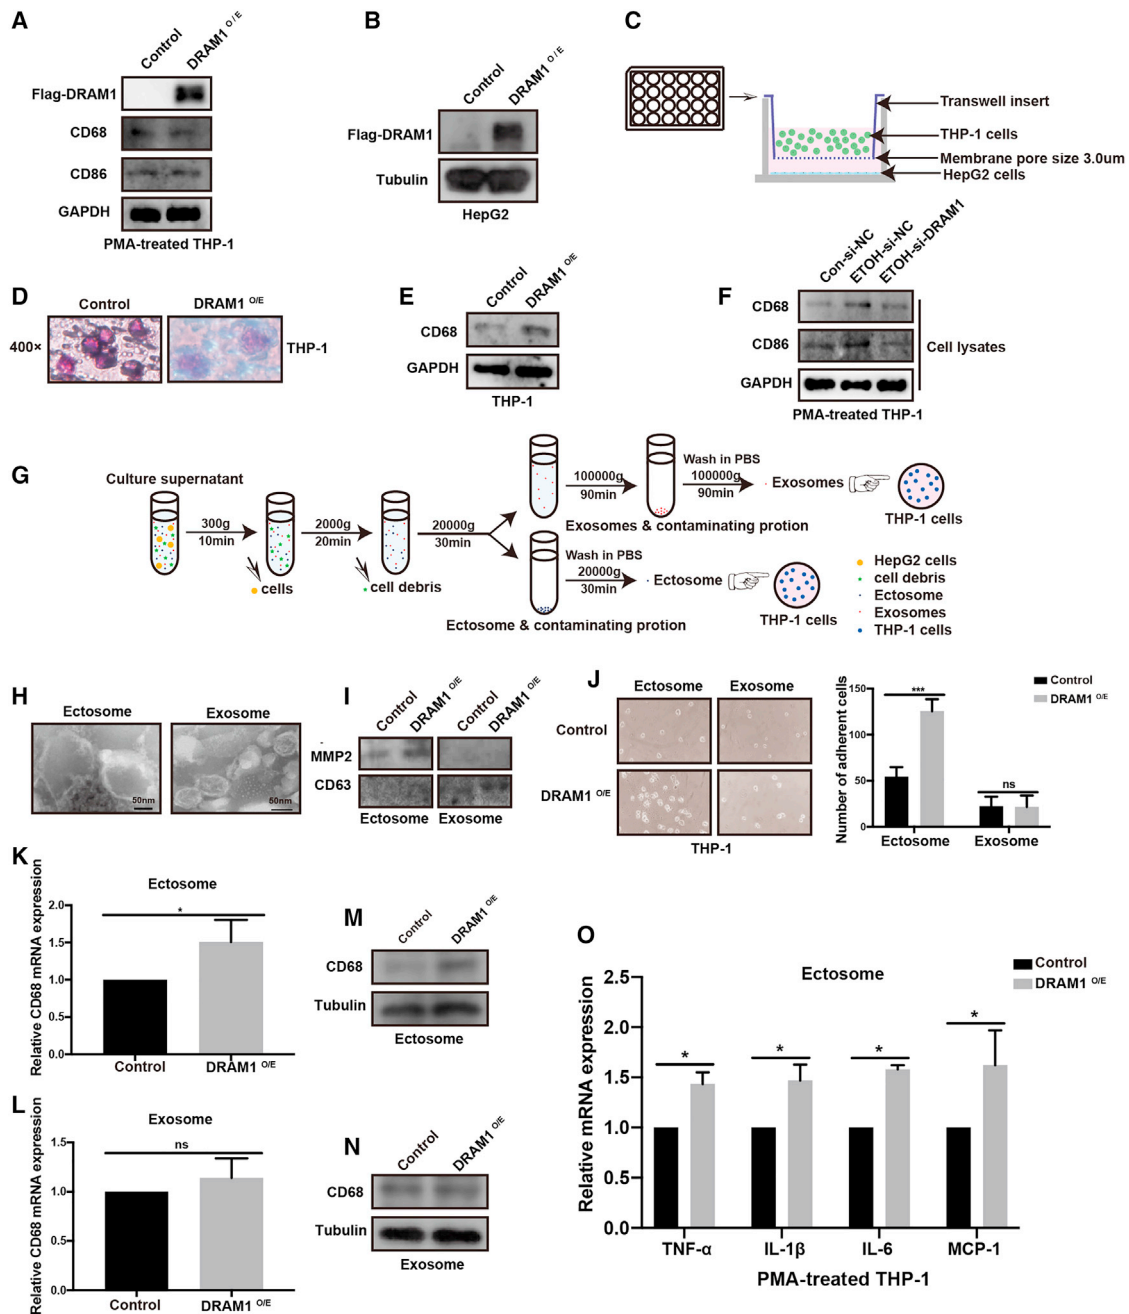 A
Control
DRAM1 O/E
Flag-DRAM1
CD68
CD86
GAPDH
PMA-treated THP-1
B
Control
DRAM1 O/E
Flag-DRAM1
Tubulin
HepG2
C
Transwell insert
THP-1 cells
Membrane pore size 3.0um
HepG2 cells
D
Control
DRAM1 O/E
400×
THP-1
E
Control
DRAM1 O/E
CD68
GAPDH
THP-1
F
Con-si-NC
ETOH-si-NC
ETOH-si-DRAM1
CD68
CD86
GAPDH
Cell lysates
PMA-treated THP-1
G
Culture supernatant
300g
10min
cells
2000g
20min
cell debris
20000g
30min
100000g
90min
Wash in PBS
100000g
90min
Exosomes
THP-1 cells
Exosomes & contaminating protion
Wash in PBS
20000g
30min
Ectosome
THP-1 cells
Ectosome & contaminating protion
HepG2 cells
cell debris
Ectosome
Exosomes
THP-1 cells
H
Ectosome
Exosome
50nm
50nm
I
Control
DRAM1 O/E
Control
DRAM1 O/E
MMP2
CD63
Ectosome
Exosome
J
Ectosome
Exosome
Control
DRAM1 O/E
THP-1
Number of adherent cells
150
100
50
0
***
ns
Ectosome
Exosome
Control
DRAM1 O/E
K
Ectosome
Relative CD68 mRNA expression
2.0
1.5
1.0
0.5
0.0
*
Control
DRAM1 O/E
L
Exosome
Relative CD68 mRNA expression
1.5
1.0
0.5
0.0
ns
Control
DRAM1 O/E
M
Control
DRAM1 O/E
CD68
Tubulin
Ectosome
N
Control
DRAM1 O/E
CD68
Tubulin
Exosome
O
Ectosome
Control
DRAM1 O/E
Relative mRNA expression
2.5
2.0
1.5
1.0
0.5
0.0
*
*
*
*
TNF-α
IL-1β
IL-6
MCP-1
PMA-treated THP-1